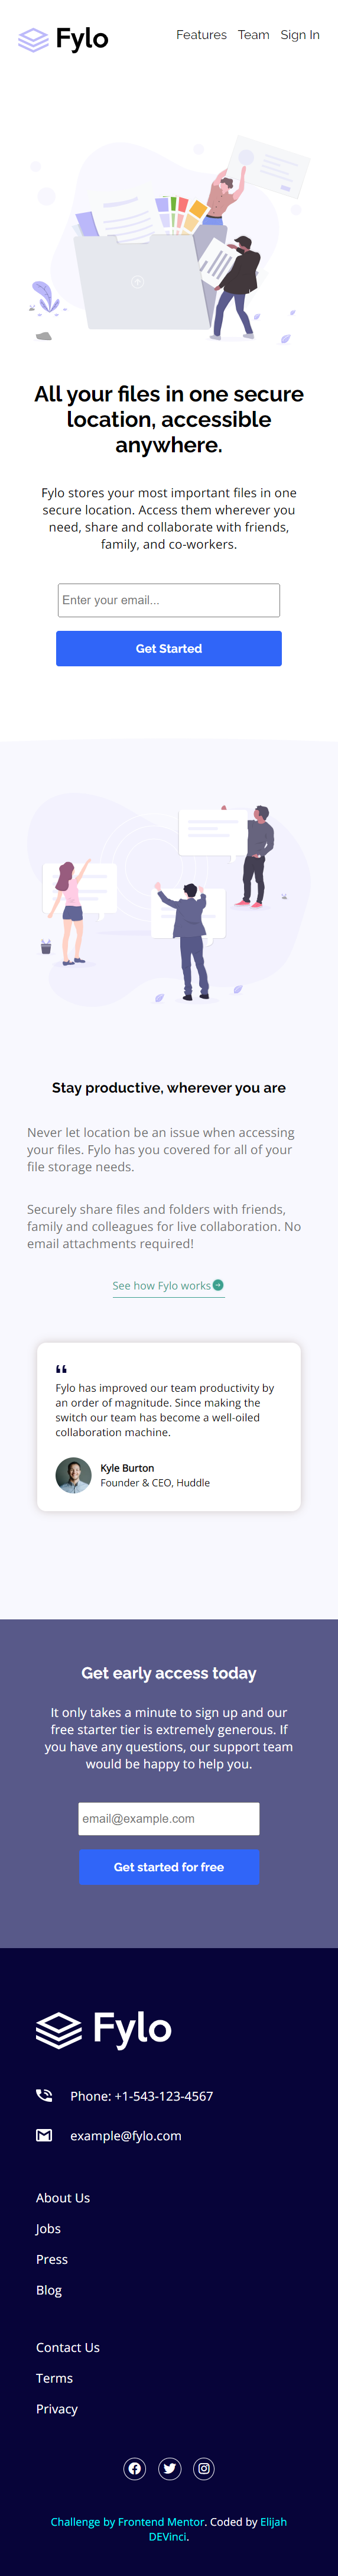 Fylo
Features Team Sign In
All your files in one secure
location, accessible
anywhere.
Fylo stores your most important files in one
secure location. Access them wherever you
need, share and collaborate with friends,
family, and co-workers.
Enter your email...
Get Started
Stay productive, wherever you are
Never let location be an issue when accessing
your files. Fylo has you covered for all of your
file storage needs.
Securely share files and folders with friends,
family and colleagues for live collaboration. No
email attachments required!
See how Fylo works
“
Fylo has improved our team productivity by
an order of magnitude. Since making the
switch our team has become a well-oiled
collaboration machine.
Kyle Burton
Founder & CEO, Huddle
Get early access today
It only takes a minute to sign up and our
free starter tier is extremely generous. If
you have any questions, our support team
would be happy to help you.
email@example.com
Get started for free
Fylo
Phone: +1-543-123-4567
example@fylo.com
About Us
Jobs
Press
Blog
Contact Us
Terms
Privacy
Challenge by Frontend Mentor. Coded by Elijah
DEVinci.